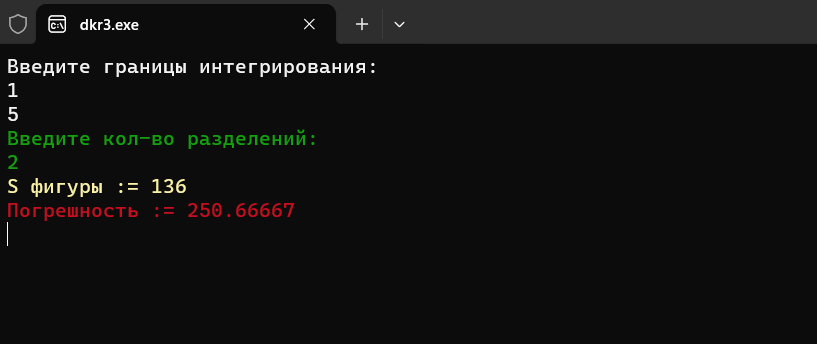 dkr3.exe
Введите границы интегрирования:
1
5
Введите кол-во разделений:
2
S фигуры := 136
Погрешность := 250.66667